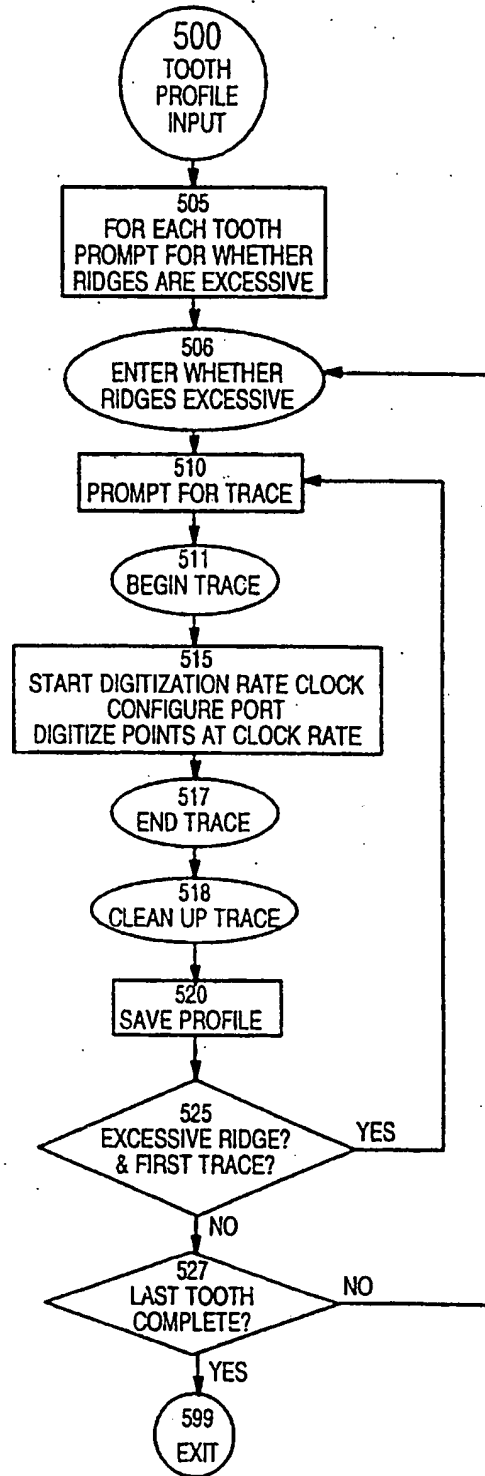 500
TOOTH
PROFILE
INPUT
505
FOR EACH TOOTH
PROMPT FOR WHETHER
RIDGES ARE EXCESSIVE
506
ENTER WHETHER
RIDGES EXCESSIVE
510
PROMPT FOR TRACE
511
BEGIN TRACE
515
START DIGITIZATION RATE CLOCK
CONFIGURE PORT
DIGITIZE POINTS AT CLOCK RATE
517
END TRACE
518
CLEAN UP TRACE
520
SAVE PROFILE
525
EXCESSIVE RIDGE?
& FIRST TRACE?
YES
NO
527
LAST TOOTH
COMPLETE?
NO
YES
599
EXIT